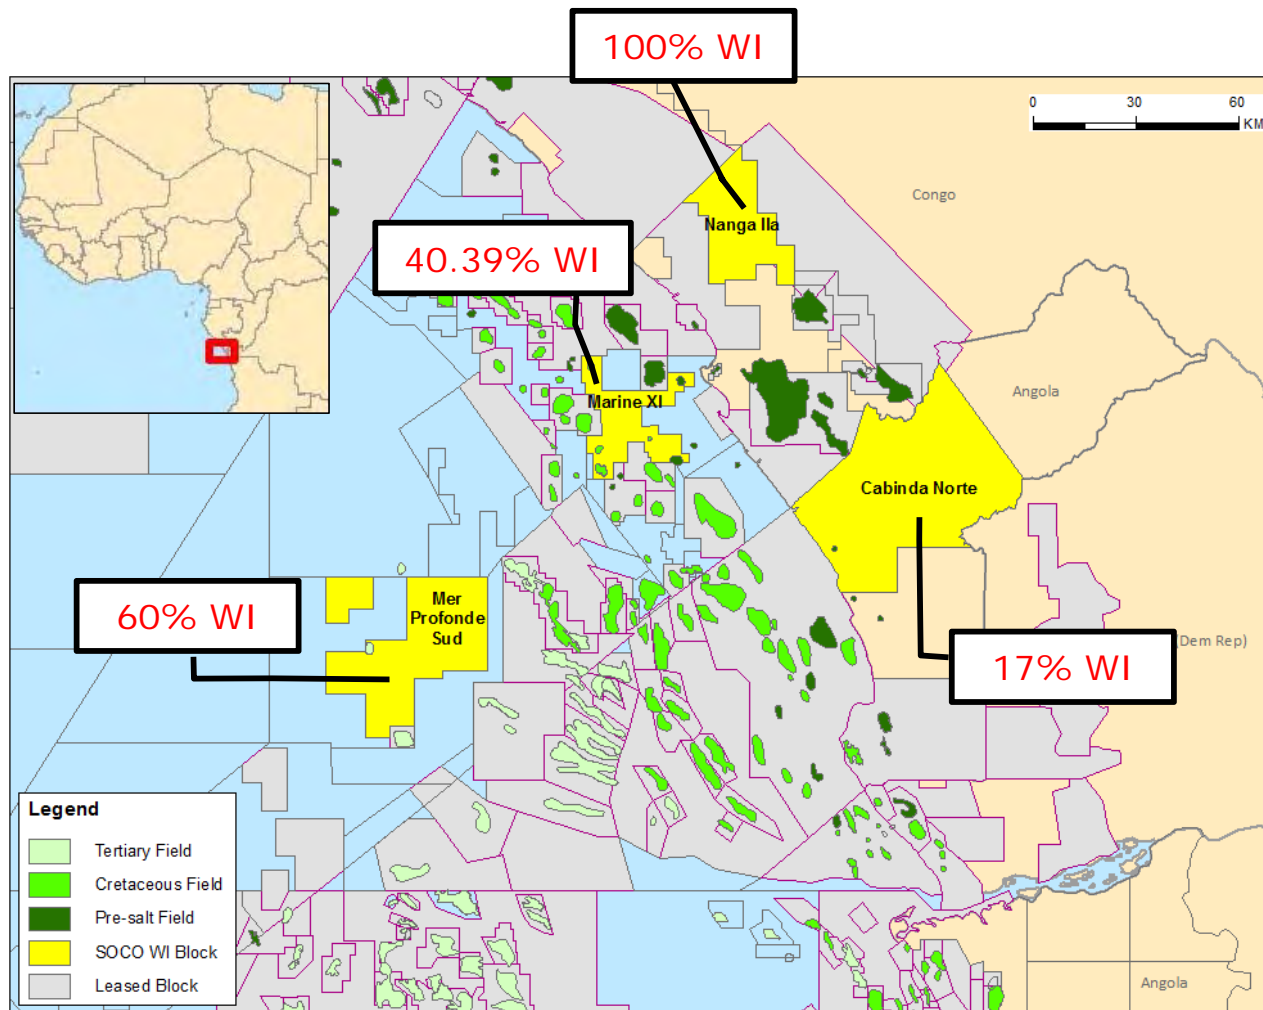 100% WI
0 30 60
KM
Congo
Nanga IIa
40.39% WI
Angola
Marine XI
Cabinda Norte
Mer
Profonde
Sud
60% WI
(Dem Rep)
17% WI
Legend
Tertiary Field
Cretaceous Field
Pre-salt Field
SOCO WI Block
Leased Block
Angola